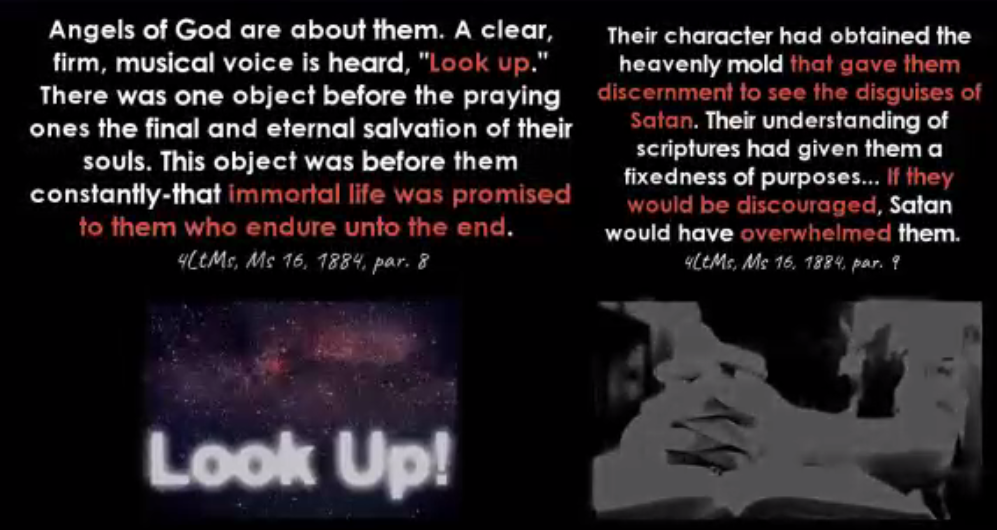 Angels of God are about them. A clear,
firm, musical voice is heard, "Look up."
There was one object before the praying
ones the final and eternal salvation of their
souls. This object was before them
constantly-that immortal life was promised
to them who endure unto the end.
4LtMs, Ms 16, 1884, par. 8
Look Up!
Their character had obtained the
heavenly mold that gave them
discernment to see the disguises of
Satan. Their understanding of
scriptures had given them a
fixedness of purposes... If they
would be discouraged, Satan
would have overwhelmed them.
4LtMs, Ms 16, 1884, par. 9